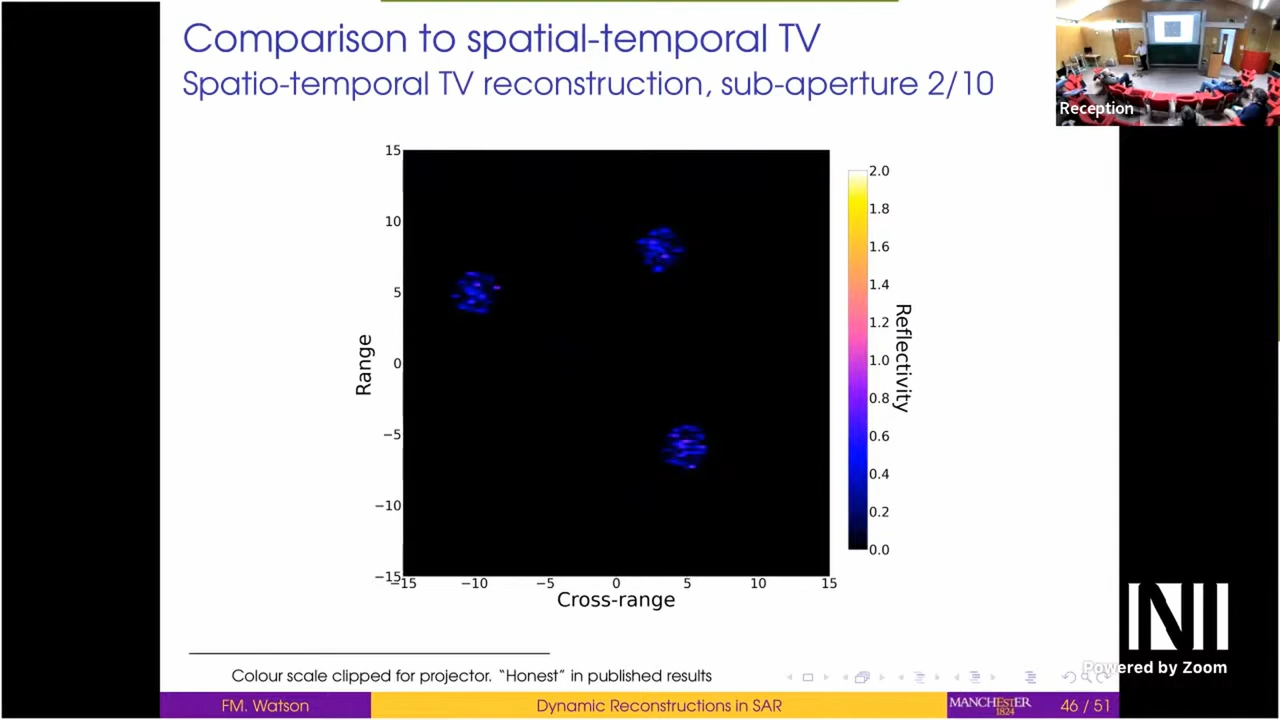 Comparison to spatial-temporal TV
Spatio-temporal TV reconstruction, sub-aperture 2/10
Reception
15
10
5
0
−5
−10
−15
Range
−15
−10
−5
0
5
10
15
Cross-range
2.0
1.8
1.6
1.4
1.2
1.0
0.8
0.6
0.4
0.2
0.0
Reflectivity
Colour scale clipped for projector. “Honest” in published results
Powered by Zoom
FM. Watson
Dynamic Reconstructions in SAR
MANCHESTER
1824
46 / 51